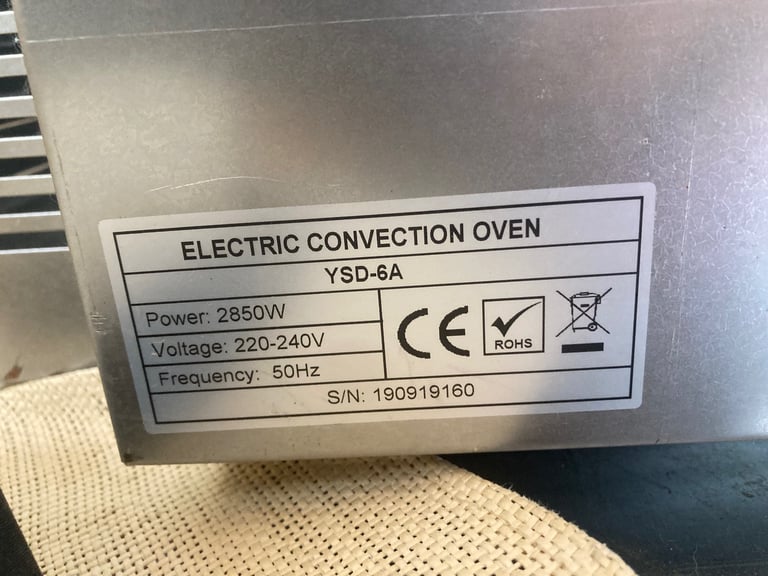 ELECTRIC CONVECTION OVEN
YSD-6A
Power: 2850W
Voltage: 220-240V
Frequency: 50Hz
CE
ROHS
S/N: 190919160